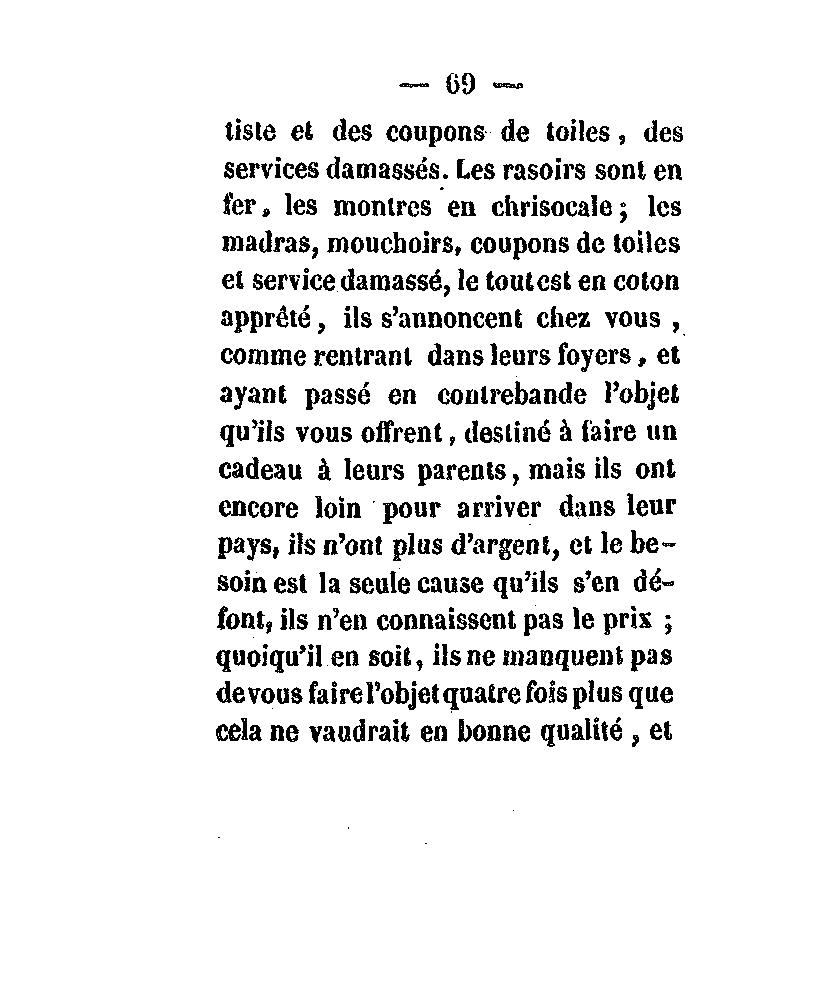 — 69 —
tiste et des coupons de toiles, des
services damassés. Les rasoirs sont en
fer, les montres en chrisocale; les
madras, mouchoirs, coupons de toiles
et service damassé, le tout est en coton
apprêté, ils s'annoncent chez vous,
comme rentrant dans leurs foyers, et
ayant passé en contrebande l'objet
qu'ils vous offrent, destiné à faire un
cadeau à leurs parents, mais ils ont
encore loin pour arriver dans leur
pays, ils n'ont plus d'argent, et le be-
soin est la seule cause qu'ils s'en dé-
font, ils n'en connaissent pas le prix;
quoiqu'il en soit, ils ne manquent pas
de vous faire l'objet quatre fois plus que
cela ne vaudrait en bonne qualité, et